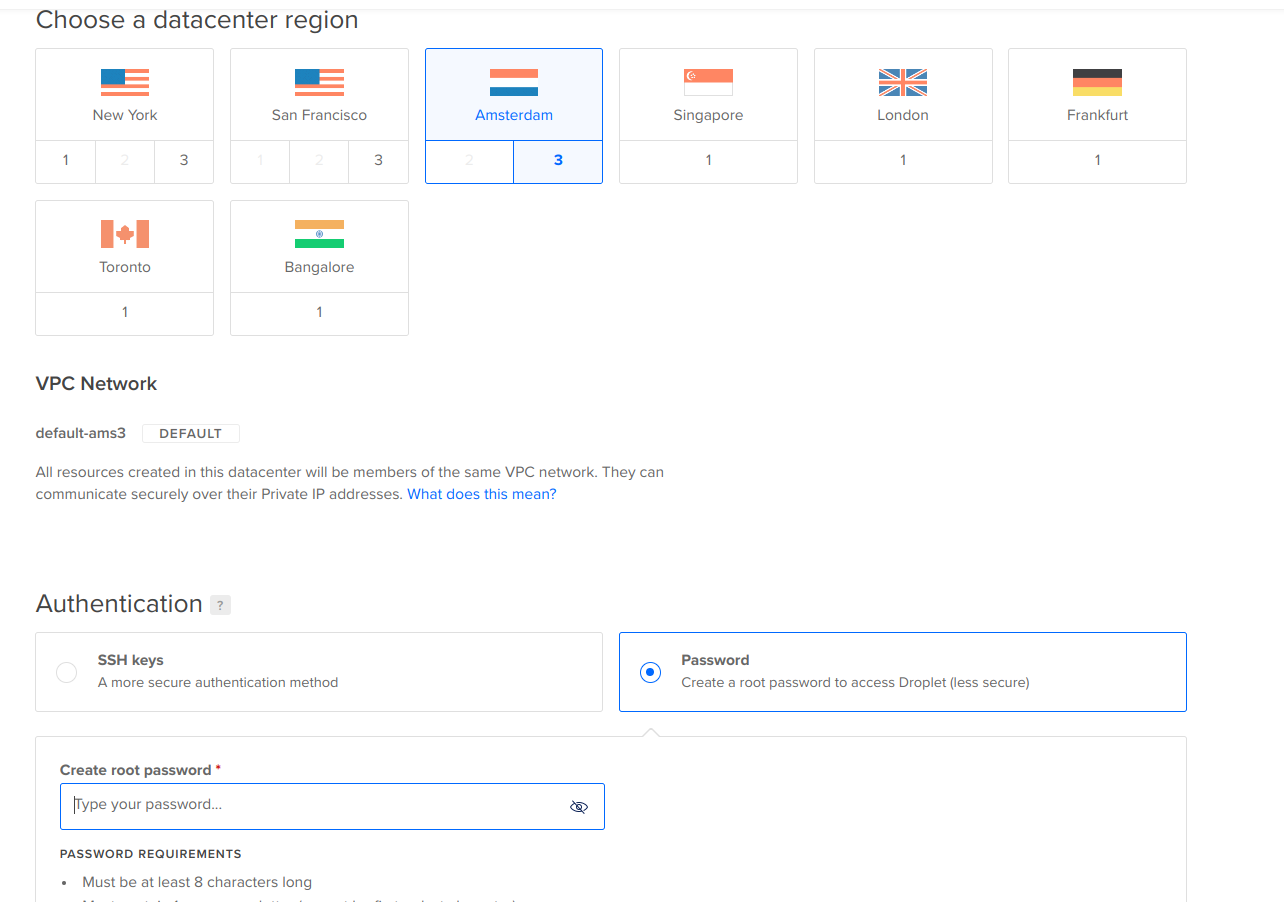 Choose a datacenter region
New York
San Francisco
Amsterdam
Singapore
London
Frankfurt
1 2 3
1 2 3
2 3
1
1
1
Toronto
Bangalore
1
1
VPC Network
default-ams3 DEFAULT
All resources created in this datacenter will be members of the same VPC network. They can
communicate securely over their Private IP addresses. What does this mean?
Authentication ?
SSH keys
A more secure authentication method
Password
Create a root password to access Droplet (less secure)
Create root password *
Type your password...
PASSWORD REQUIREMENTS
• Must be at least 8 characters long